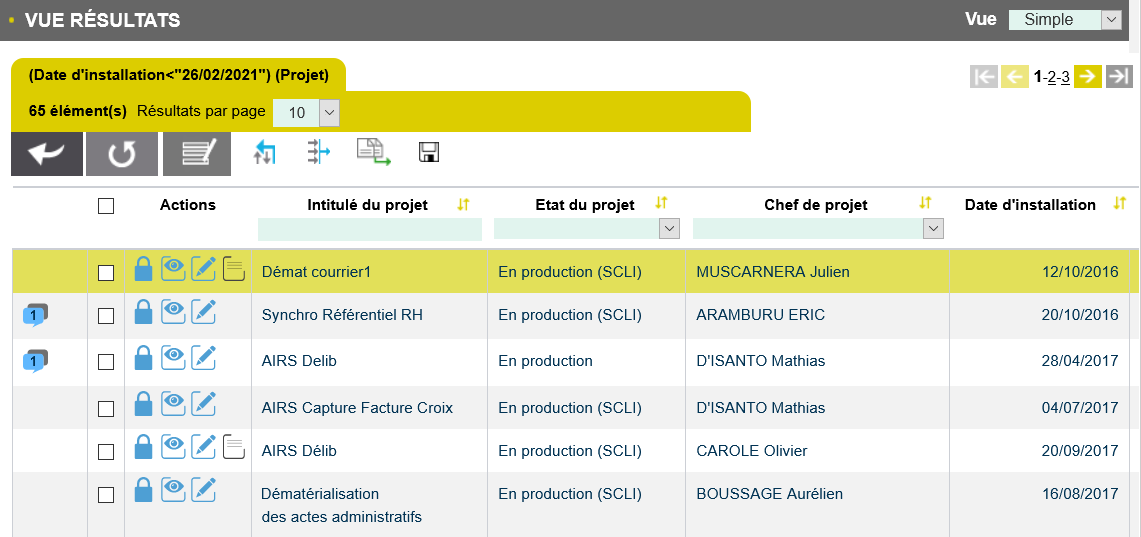 VUE RÉSULTATS
Vue Simple
(Date d'installation<"26/02/2021") (Projet)
1-2-3
65 élément(s) Résultats par page 10
Actions Intitulé du projet Etat du projet Chef de projet Date d'installation
Démat courrier1 En production (SCLI) MUSCARNERA Julien 12/10/2016
1 Synchro Référentiel RH En production (SCLI) ARAMBURU ERIC 20/10/2016
1 AIRS Delib En production D'ISANTO Mathias 28/04/2017
AIRS Capture Facture Croix En production (SCLI) D'ISANTO Mathias 04/07/2017
AIRS Délib En production (SCLI) CAROLE Olivier 20/09/2017
Dématérialisation En production (SCLI) BOUSSAGE Aurélien 16/08/2017
des actes administratifs